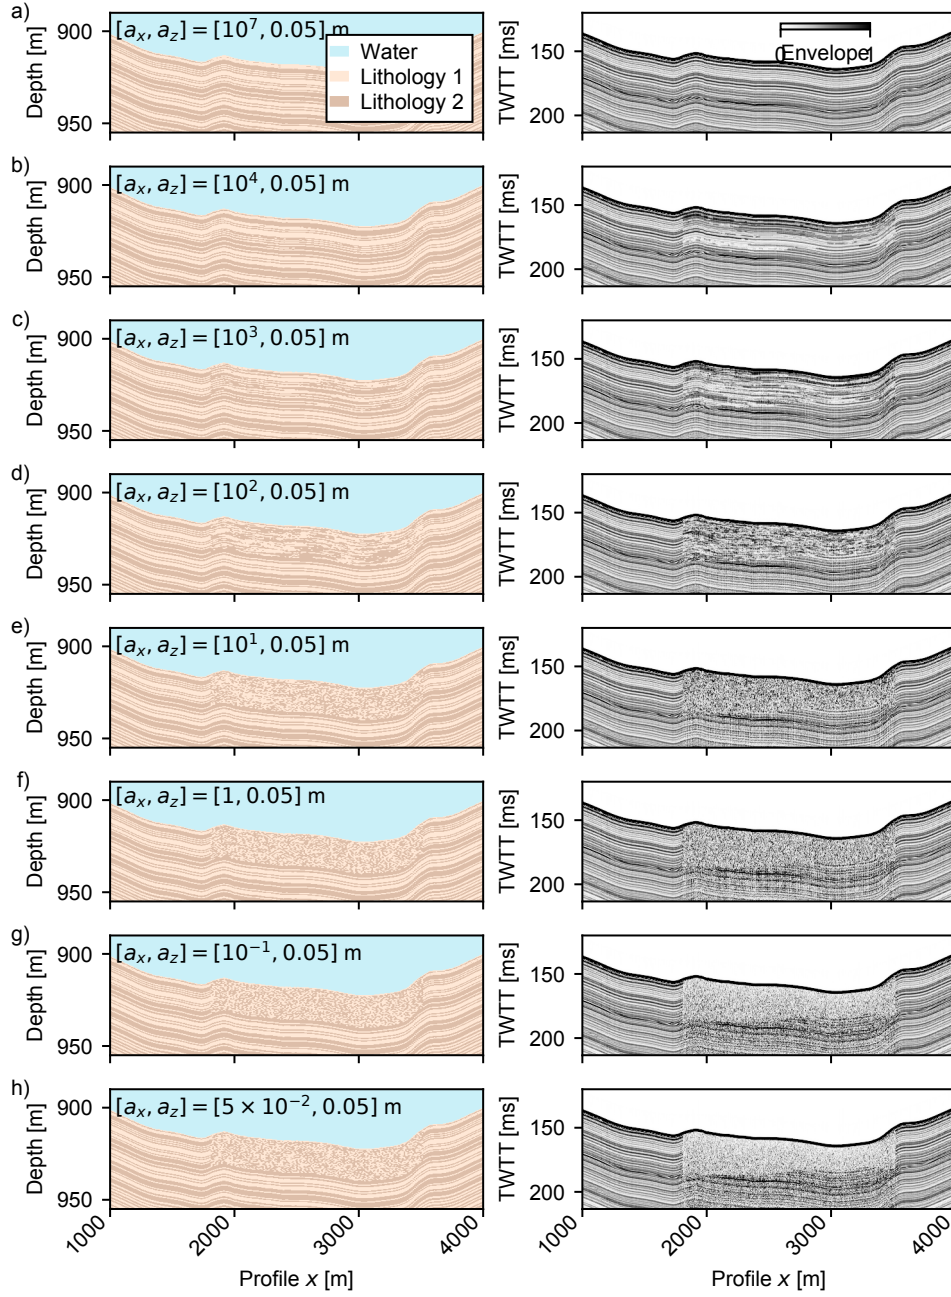 a)
900
950
Depth [m]
[a_x, a_z] = [10^7, 0.05] m
Water
Lithology 1
Lithology 2
150
200
TWTT [ms]
0 1
Envelope
b)
900
950
Depth [m]
[a_x, a_z] = [10^4, 0.05] m
150
200
TWTT [ms]
c)
900
950
Depth [m]
[a_x, a_z] = [10^3, 0.05] m
150
200
TWTT [ms]
d)
900
950
Depth [m]
[a_x, a_z] = [10^2, 0.05] m
150
200
TWTT [ms]
e)
900
950
Depth [m]
[a_x, a_z] = [10^1, 0.05] m
150
200
TWTT [ms]
f)
900
950
Depth [m]
[a_x, a_z] = [1, 0.05] m
150
200
TWTT [ms]
g)
900
950
Depth [m]
[a_x, a_z] = [10^−1, 0.05] m
150
200
TWTT [ms]
h)
900
950
Depth [m]
[a_x, a_z] = [5 × 10^−2, 0.05] m
150
200
TWTT [ms]
1000 2000 3000 4000
Profile x [m]
1000 2000 3000 4000
Profile x [m]